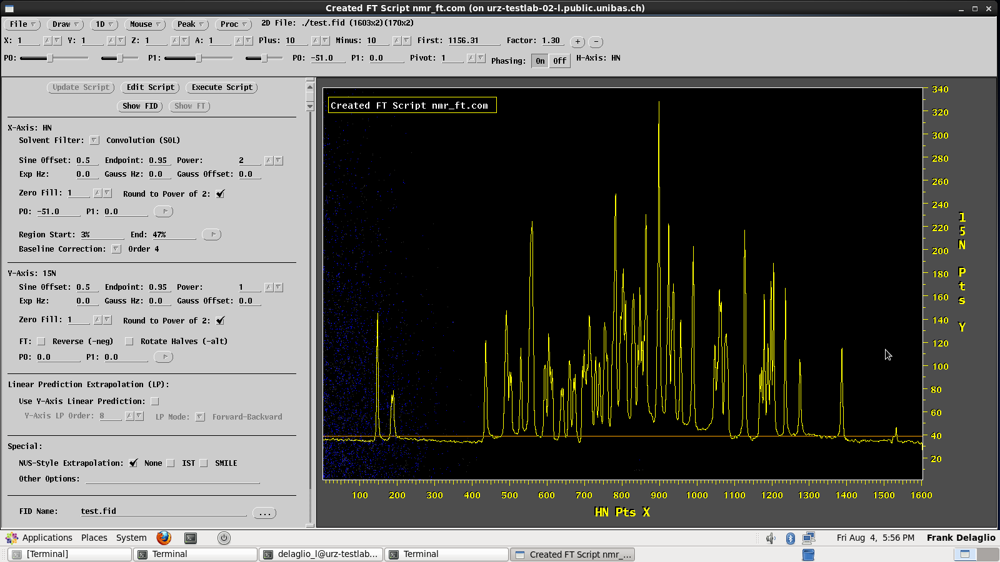 Created FT Script nmr_ft.com (on urz-testlab-02-l.public.unibas.ch)
File Draw 1D Mouse Peak Proc 2D File: ./test.fid (1603x2)(170x2)
X: 1 Y: 1 Z: 1 A: 1 Plus: 10 Minus: 10 First: 1156.31 Factor: 1.30 + -
P0: P1: P0: -51.0 P1: 0.0 Pivot: 1 Phasing: On Off H-Axis: HN
Update Script Edit Script Execute Script
Show FID Show FT
X-Axis: HN
Solvent Filter: Convolution (SOL)
Sine Offset: 0.5 Endpoint: 0.95 Power: 2
Exp Hz: 0.0 Gauss Hz: 0.0 Gauss Offset: 0.0
Zero Fill: 1 Round to Power of 2:
P0: -51.0 P1: 0.0
Region Start: 3% End: 47%
Baseline Correction: Order 4
Y-Axis: 15N
Sine Offset: 0.5 Endpoint: 0.95 Power: 1
Exp Hz: 0.0 Gauss Hz: 0.0 Gauss Offset: 0.0
Zero Fill: 1 Round to Power of 2:
FT: Reverse (-neg) Rotate Halves (-alt)
P0: 0.0 P1: 0.0
Linear Prediction Extrapolation (LP):
Use Y-Axis Linear Prediction:
Y-Axis LP Order: 8 LP Mode: Forward-Backward
Special:
NUS-Style Extrapolation: None IST SMILE
Other Options:
FID Name: test.fid ...
Created FT Script nmr_ft.com
340
320
300
280
260
240
220
200
180
160
140
120
100
80
60
40
20
15N Pts Y
100 200 300 400 500 600 700 800 900 1000 1100 1200 1300 1400 1500 1600
HN Pts X
Applications Places System Fri Aug 4, 5:56 PM Frank Delaglio
[Terminal] Terminal delaglio_l@urz-testlab... Terminal Created FT Script nmr_...